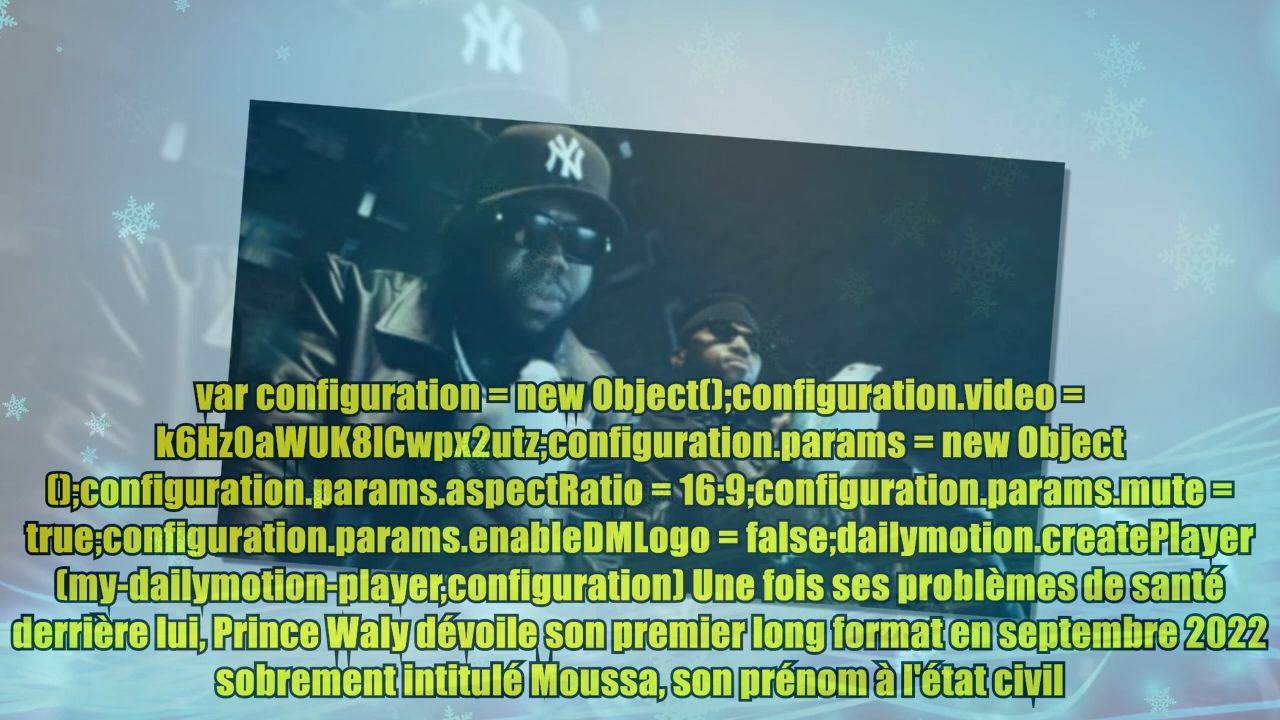 NY
NY
var configuration = new Object();configuration.video =
k6Hz0aWUK8ICwpx2utz;configuration.params = new Object
();configuration.params.aspectRatio = 16:9;configuration.params.mute =
true;configuration.params.enableDMLogo = false;dailymotion.createPlayer
(my-dailymotion-player,configuration) Une fois ses problèmes de santé
derrière lui, Prince Waly dévoile son premier long format en septembre 2022
sobrement intitulé Moussa, son prénom à l'état civil